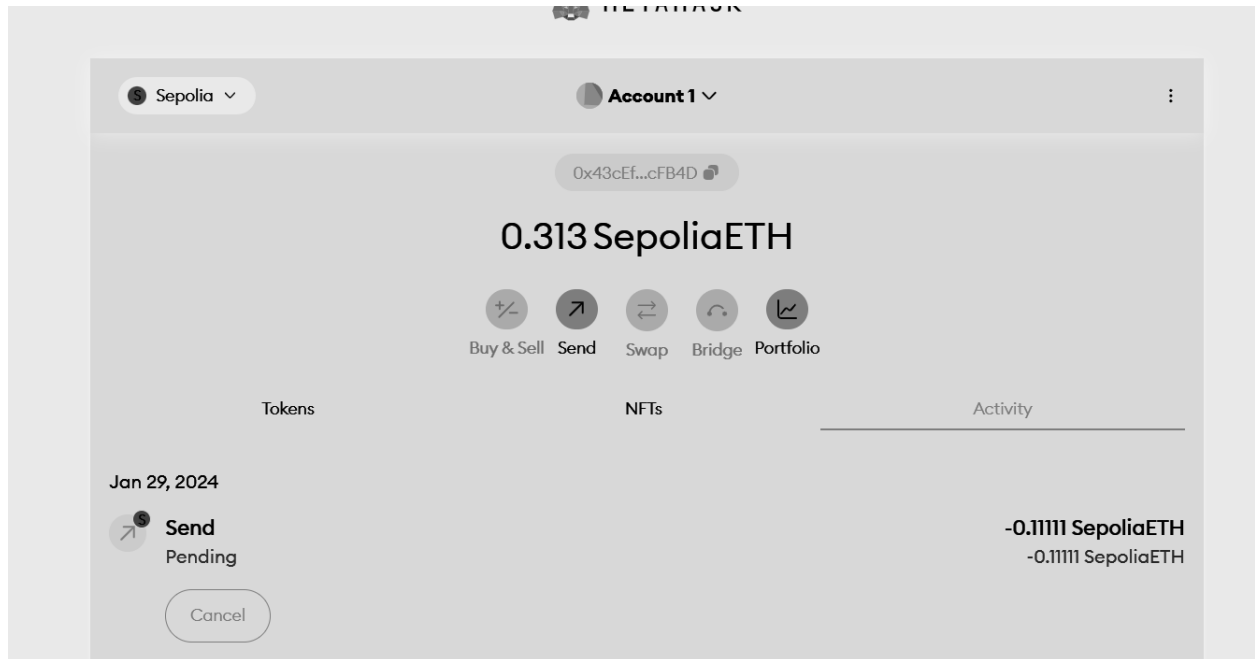 Sepolia
Account 1
0x43cEf...cFB4D
0.313 SepoliaETH
Buy & Sell Send Swap Bridge Portfolio
Tokens NFTs Activity
Jan 29, 2024
Send -0.11111 SepoliaETH
Pending -0.11111 SepoliaETH
Cancel